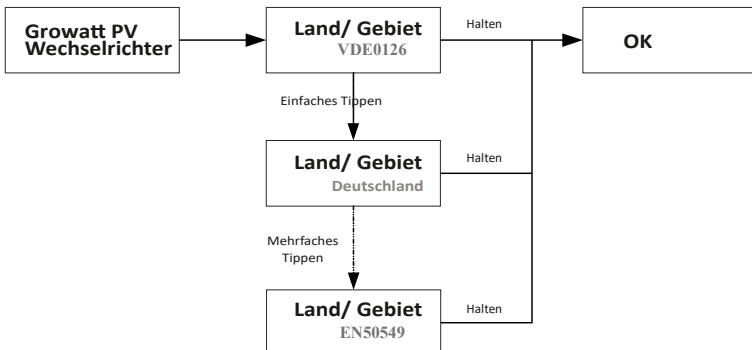 Growatt PV
Wechselrichter
Land/ Gebiet
VDE0126
Halten
OK
Einfaches Tippen
Land/ Gebiet
Deutschland
Halten
Mehrfaches
Tippen
Land/ Gebiet
EN50549
Halten